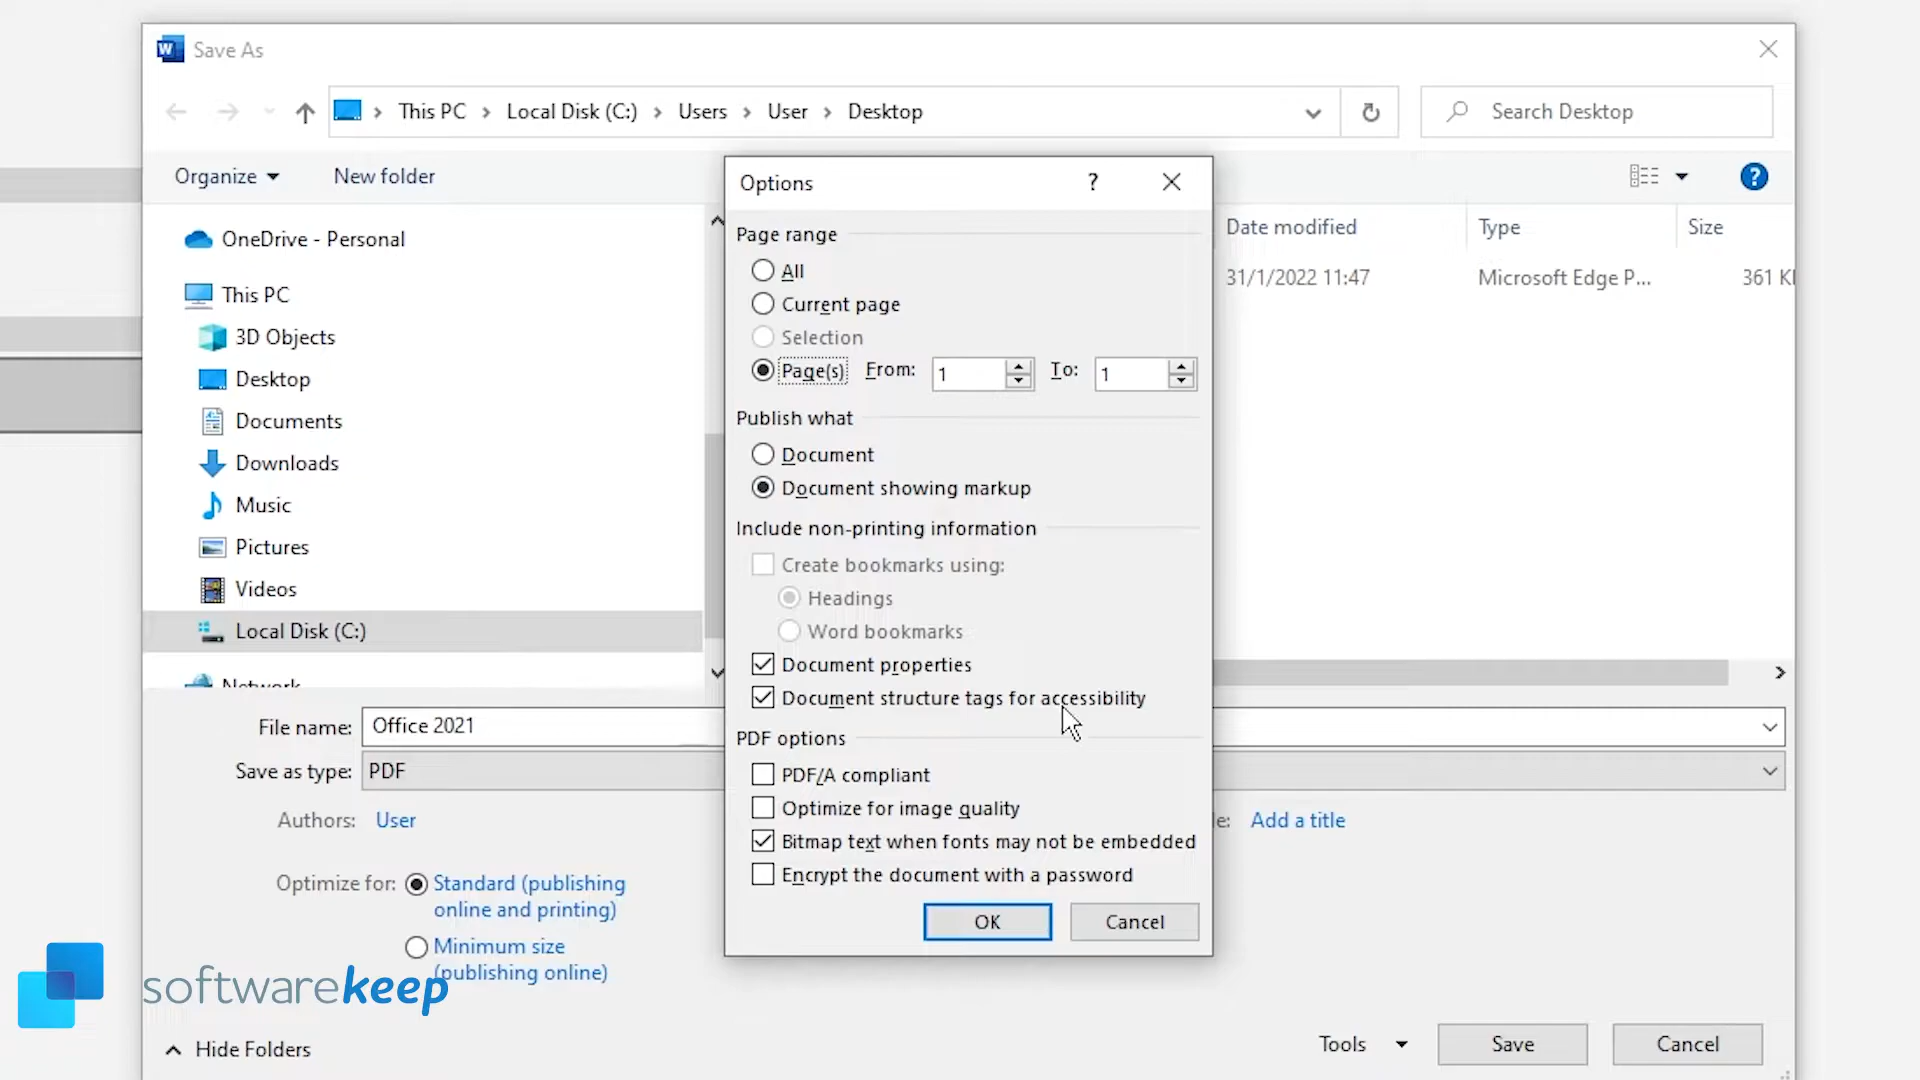 Save As
This PC > Local Disk (C:) > Users > User > Desktop
Search Desktop
Organize
New folder
OneDrive - Personal
This PC
3D Objects
Desktop
Documents
Downloads
Music
Pictures
Videos
Local Disk (C:)
Network
Date modified
Type
Size
31/1/2022 11:47
Microsoft Edge P...
361 K
Options
?
Page range
All
Current page
Selection
Page(s) From: 1 To: 1
Publish what
Document
Document showing markup
Include non-printing information
Create bookmarks using:
Headings
Word bookmarks
Document properties
Document structure tags for accessibility
PDF options
PDF/A compliant
Optimize for image quality
Bitmap text when fonts may not be embedded
Encrypt the document with a password
OK
Cancel
File name: Office 2021
Save as type: PDF
Authors: User
Add a title
Optimize for: Standard (publishing
online and printing)
Minimum size
(publishing online)
softwarekeep
Hide Folders
Tools
Save
Cancel